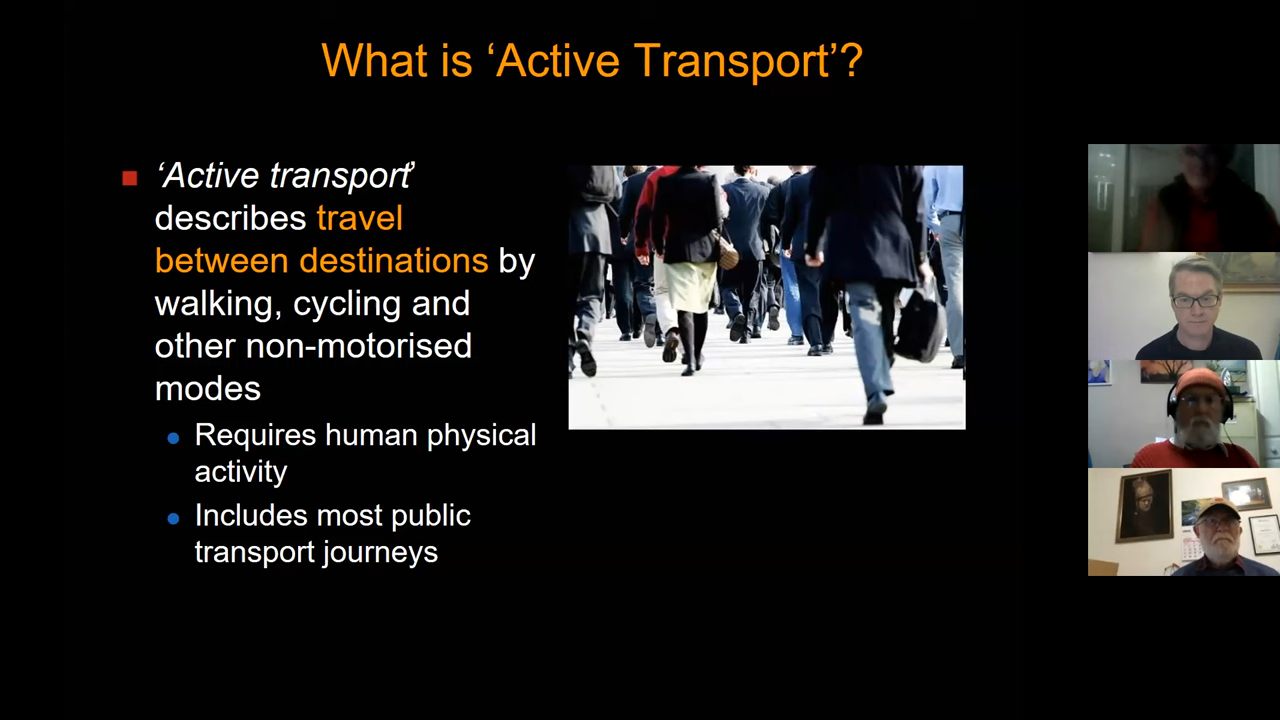 What is ‘Active Transport’?
‘Active transport’
describes travel
between destinations by
walking, cycling and
other non-motorised
modes
Requires human physical
activity
Includes most public
transport journeys